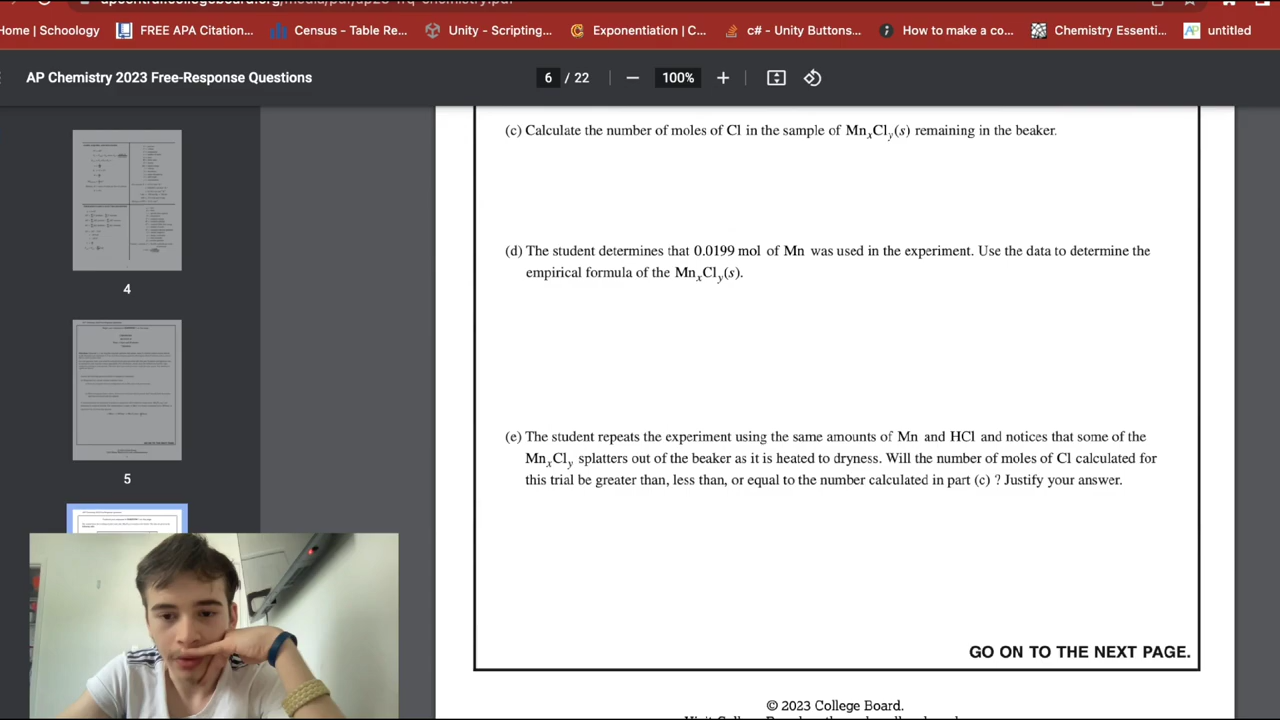 Home | Schoology
FREE APA Citation...
Census - Table Re...
Unity - Scripting...
Exponentiation | C...
c# - Unity Buttons...
How to make a co...
Chemistry Essenti...
AP
untitled
AP Chemistry 2023 Free-Response Questions
6 / 22
100%
4
5
(c) Calculate the number of moles of Cl in the sample of MnxCly(s) remaining in the beaker.
(d) The student determines that 0.0199 mol of Mn was used in the experiment. Use the data to determine the
empirical formula of the MnxCly(s).
(e) The student repeats the experiment using the same amounts of Mn and HCl and notices that some of the
MnxCly splatters out of the beaker as it is heated to dryness. Will the number of moles of Cl calculated for
this trial be greater than, less than, or equal to the number calculated in part (c) ? Justify your answer.
GO ON TO THE NEXT PAGE.
© 2023 College Board.